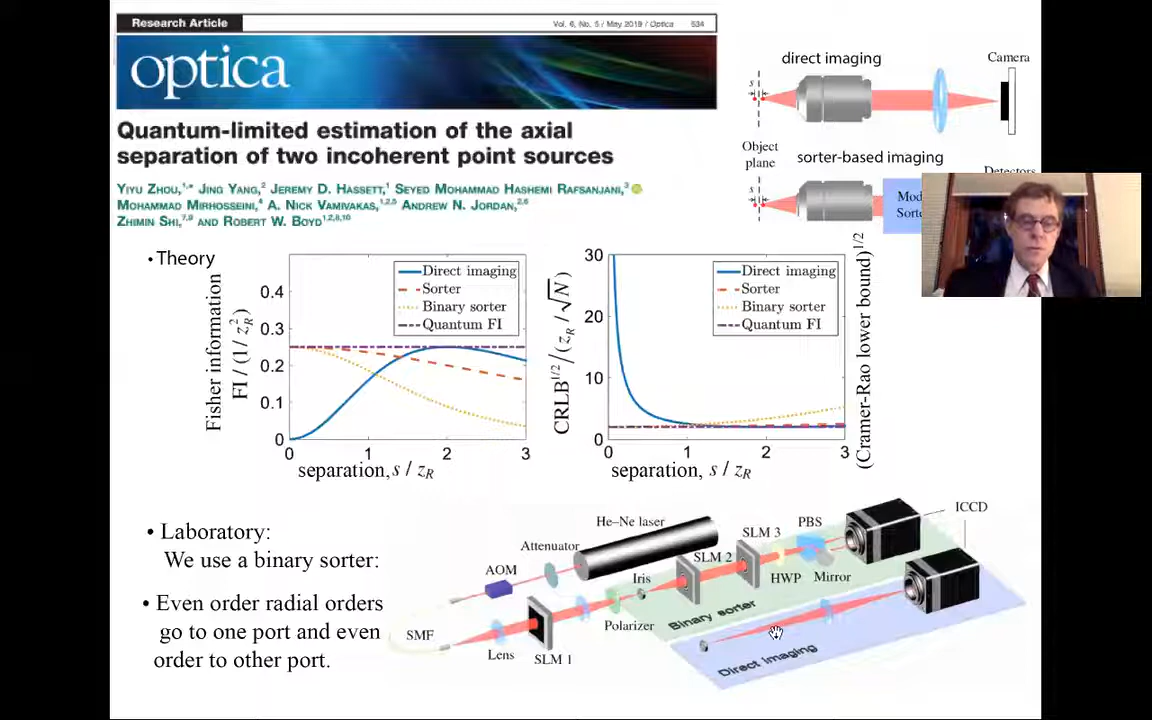 Research Article
Vol. 6, No. 5 / May 2019 / Optica 534
optica
Quantum-limited estimation of the axial
separation of two incoherent point sources
Yiyu Zhou,1,* Jing Yang,2 Jeremy D. Hassett,1 Seyed Mohammad Hashemi Rafsanjani,3
Mohammad Mirhosseini,4 A. Nick Vamivakas,1,2,5 Andrew N. Jordan,2,6
Zhimin Shi,7,9 and Robert W. Boyd1,2,8,10
direct imaging
Camera
s
Object
plane
sorter-based imaging
s
Mod
Sorte
• Theory
Fisher information
FI / (1/ z_R^2)
0.4
0.3
0.2
0.1
0
0 1 2 3
separation, s / z_R
Direct imaging
Sorter
Binary sorter
Quantum FI
CRLB^1/2/(z_R / √N)
30
20
10
0
0 1 2 3
separation, s / z_R
Direct imaging
Sorter
Binary sorter
Quantum FI
(Cramer-Rao lower bound)^1/2
• Laboratory:
We use a binary sorter:
• Even order radial orders
go to one port and even
order to other port.
He–Ne laser
Attenuator
AOM
SMF
Lens
SLM 1
Polarizer
Iris
SLM 2
SLM 3
HWP
PBS
Mirror
ICCD
Binary sorter
Direct imaging